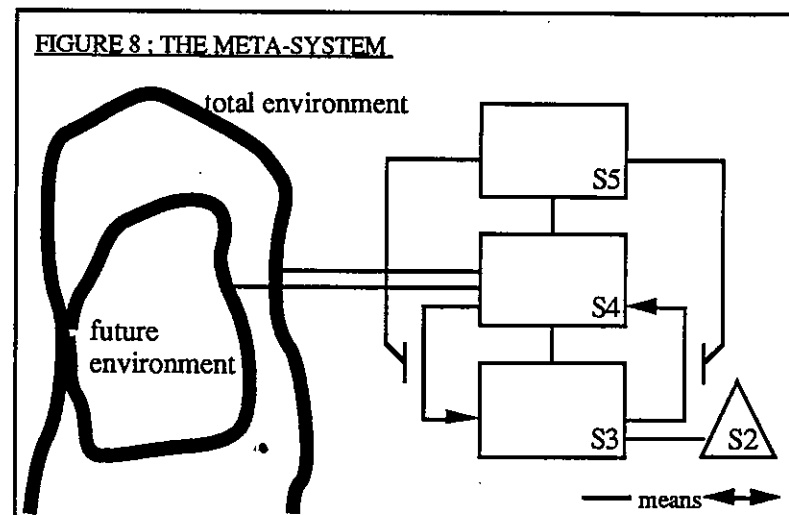 FIGURE 8 : THE META-SYSTEM
total environment
S5
S4
future
environment
S3
S2
means